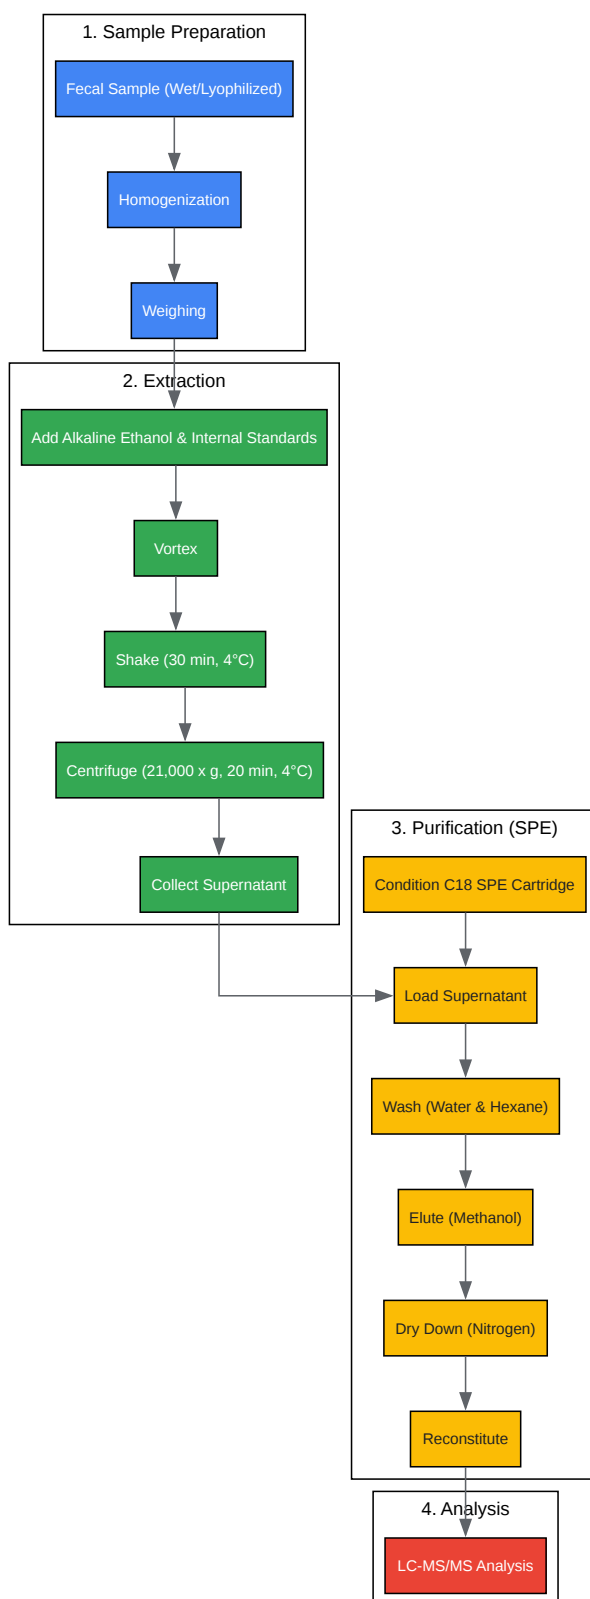 1. Sample Preparation
Fecal Sample (Wet/Lyophilized)
Homogenization
Weighing
2. Extraction
Add Alkaline Ethanol & Internal Standards
Vortex
Shake (30 min, 4°C)
Centrifuge (21,000 x g, 20 min, 4°C)
Collect Supernatant
3. Purification (SPE)
Condition C18 SPE Cartridge
Load Supernatant
Wash (Water & Hexane)
Elute (Methanol)
Dry Down (Nitrogen)
Reconstitute
4. Analysis
LC-MS/MS Analysis